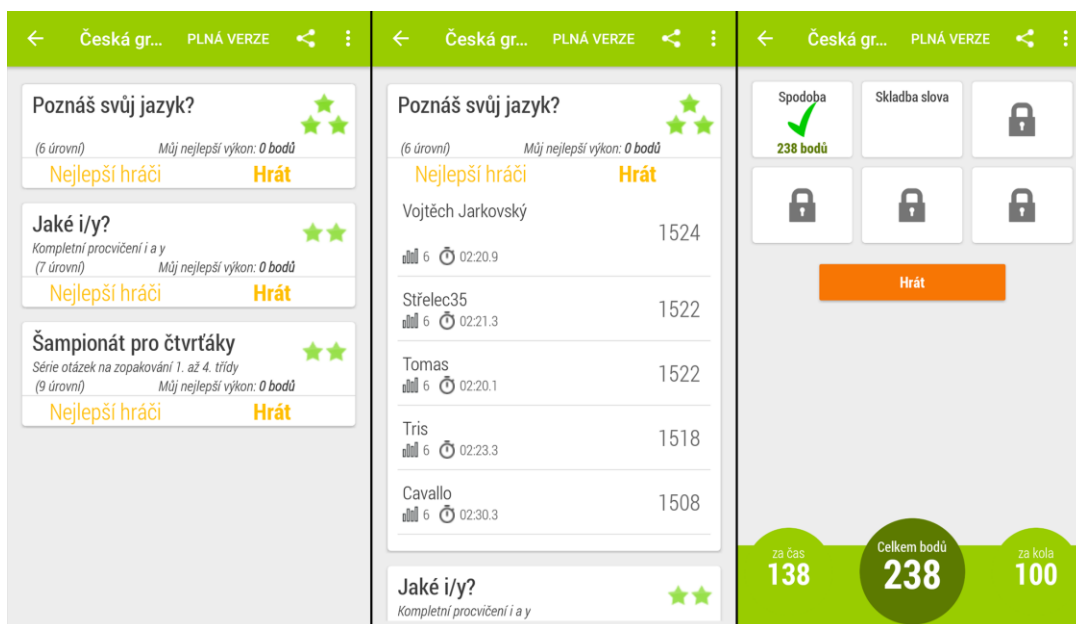 Česká gr... PLNÁ VERZE
Poznáš svůj jazyk?
(6 úrovní) Můj nejlepší výkon: 0 bodů
Nejlepší hráči Hrát
Jaké i/y?
Kompletní procvičení i a y
(7 úrovní) Můj nejlepší výkon: 0 bodů
Nejlepší hráči Hrát
Šampionát pro čtvrťáky
Série otázek na zopakování 1. až 4. třídy
(9 úrovní) Můj nejlepší výkon: 0 bodů
Nejlepší hráči Hrát
Česká gr... PLNÁ VERZE
Poznáš svůj jazyk?
(6 úrovní) Můj nejlepší výkon: 0 bodů
Nejlepší hráči Hrát
Vojtěch Jarkovský
1524
6 02:20.9
Střelec35
1522
6 02:21.3
Tomas
1522
6 02:20.1
Tris
1518
6 02:23.3
Cavallo
1508
6 02:30.3
Jaké i/y?
Kompletní procvičení i a y
Česká gr... PLNÁ VERZE
Spodoba Skladba slova
238 bodů
Hrát
za čas Celkem bodů za kola
138 238 100